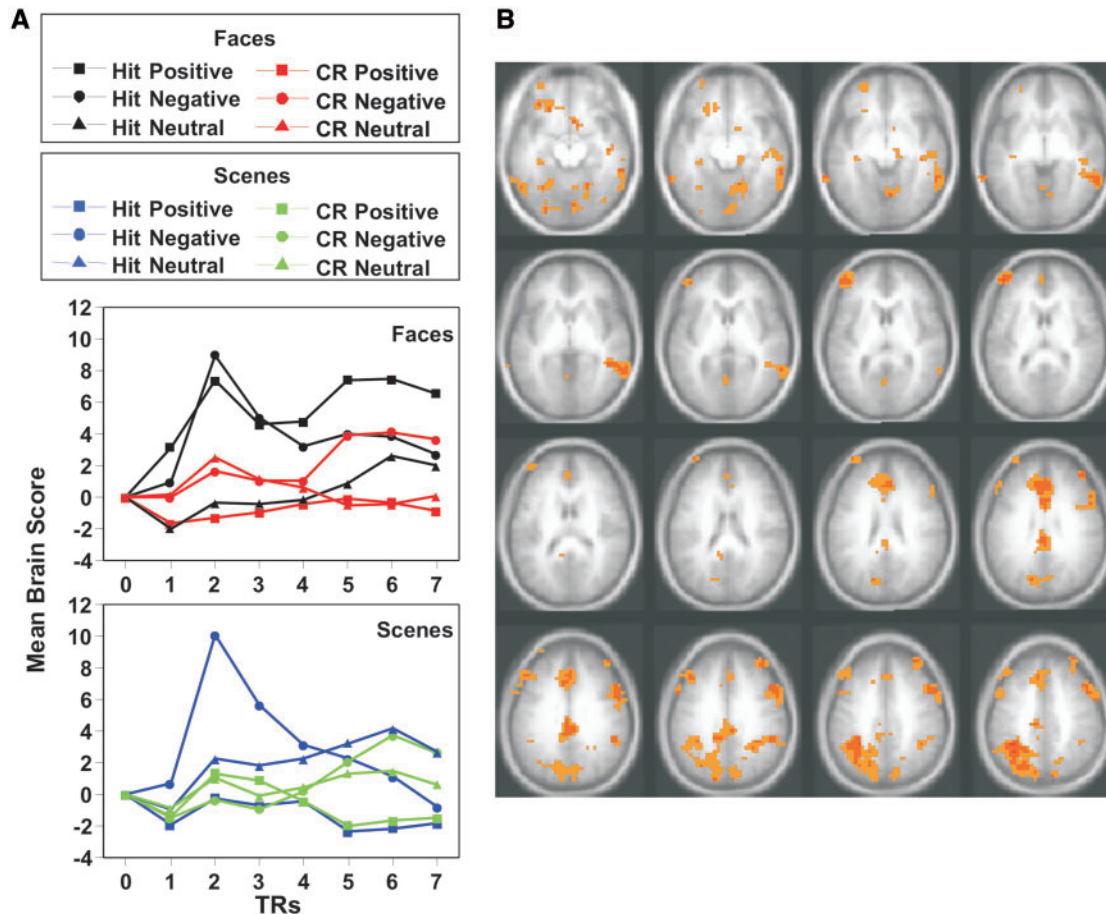 A
B
Faces
Hit Positive CR Positive
Hit Negative CR Negative
Hit Neutral CR Neutral
Scenes
Hit Positive CR Positive
Hit Negative CR Negative
Hit Neutral CR Neutral
Mean Brain Score
12
10
8
6
4
2
0
-2
-4
Faces
0 1 2 3 4 5 6 7
12
10
8
6
4
2
0
-2
-4
Scenes
0 1 2 3 4 5 6 7
TRs